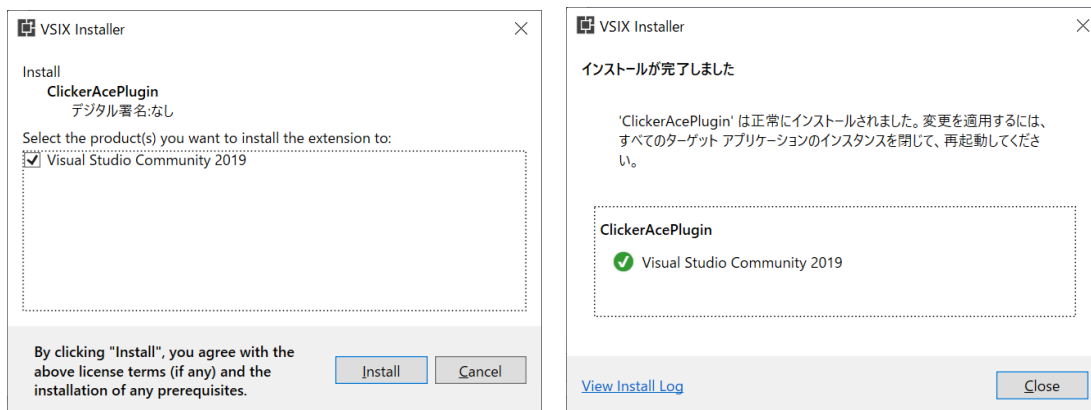 VSIX Installer
Install
ClickerAcePlugin
デジタル署名:なし
Select the product(s) you want to install the extension to:
Visual Studio Community 2019
By clicking "Install", you agree with the
above license terms (if any) and the
installation of any prerequisites.
Install
Cancel
VSIX Installer
インストールが完了しました
'ClickerAcePlugin' は正常にインストールされました。変更を適用するには、
すべてのターゲット アプリケーションのインスタンスを閉じて、再起動してくださ
い。
ClickerAcePlugin
Visual Studio Community 2019
View Install Log
Close